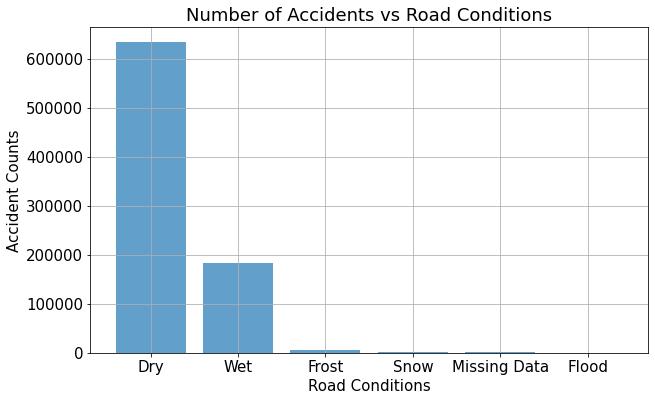 Number of Accidents vs Road Conditions
Accident Counts
600000
500000
400000
300000
200000
100000
0
Dry Wet Frost Snow Missing Data Flood
Road Conditions